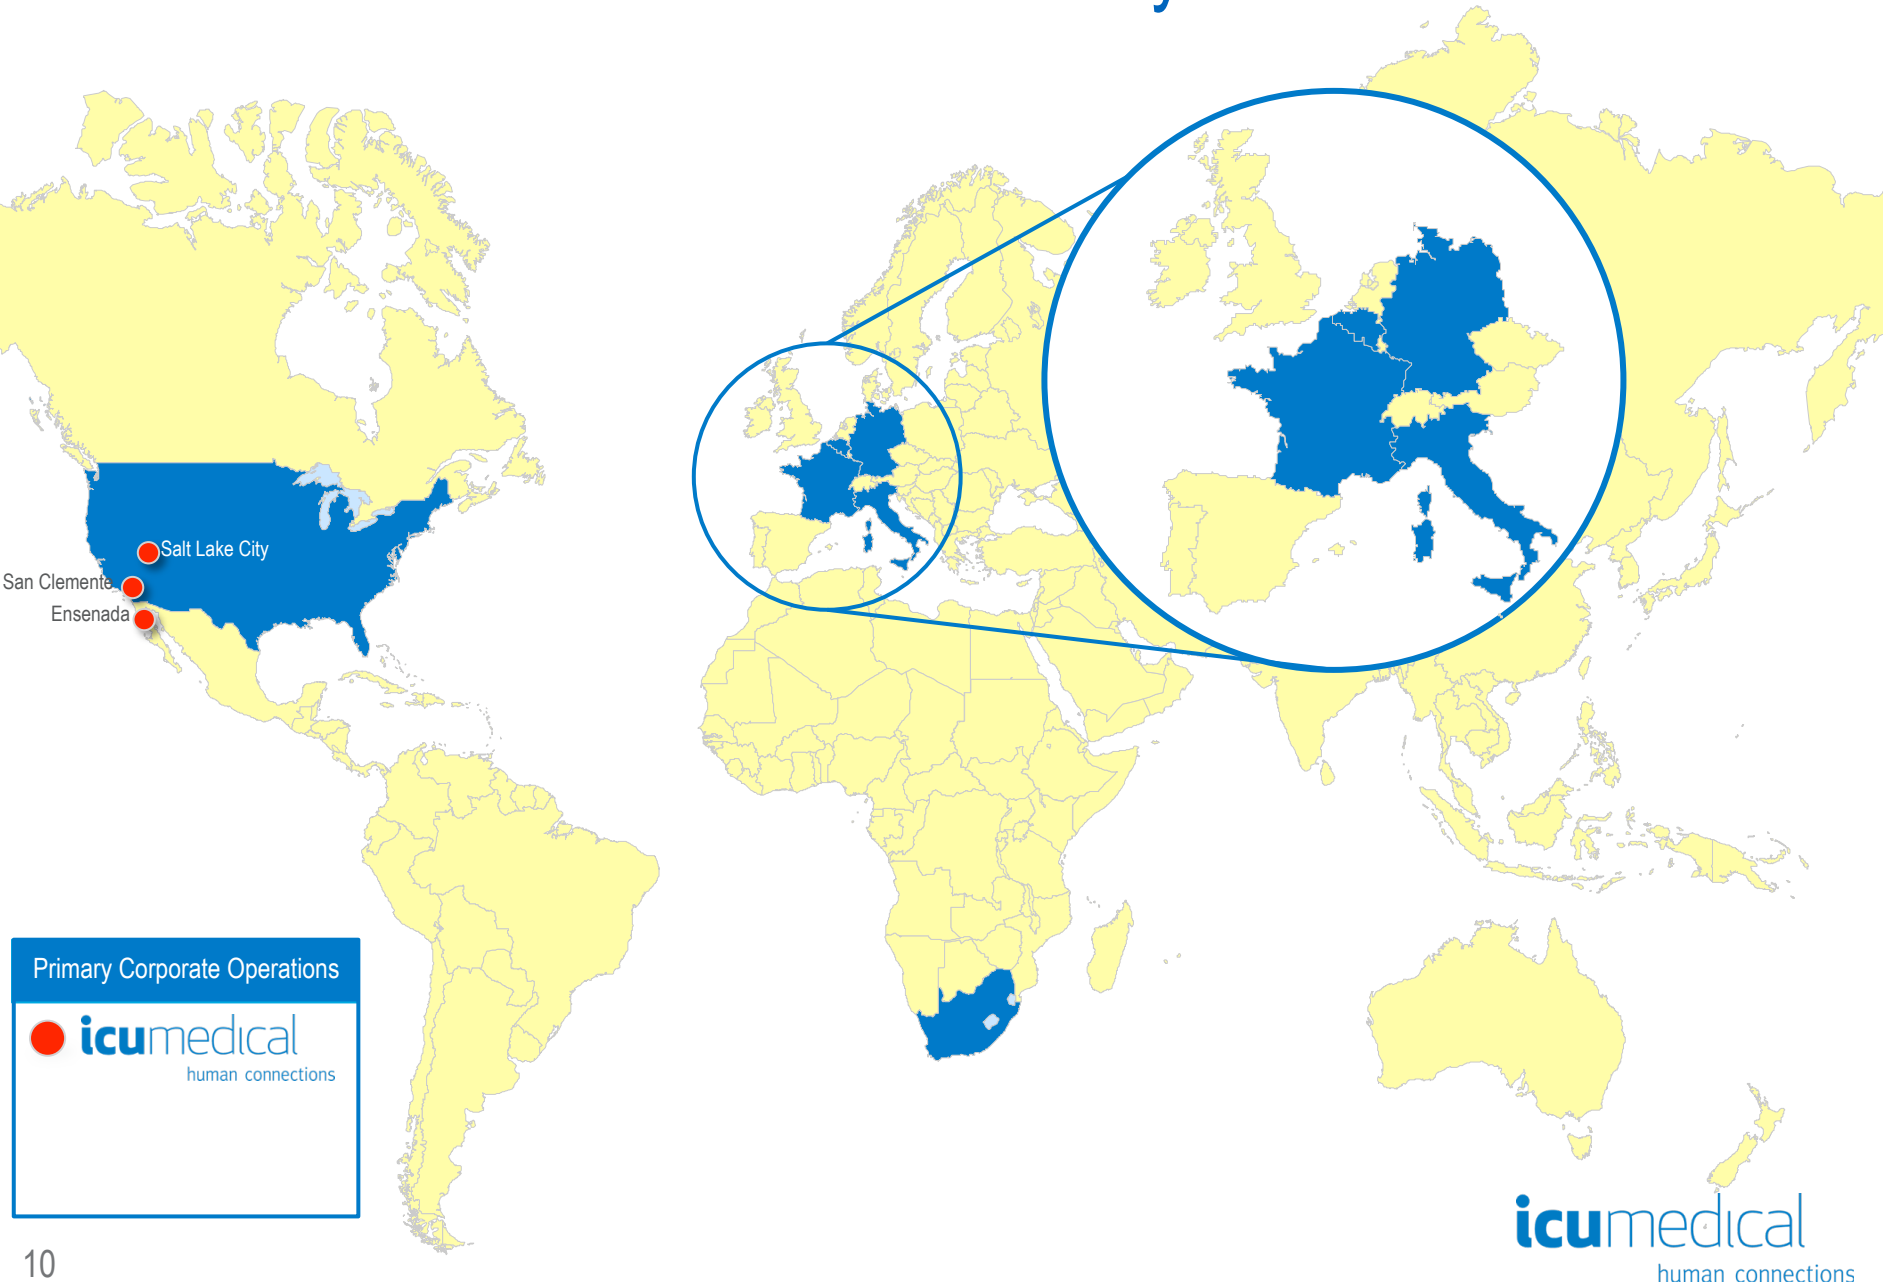 Salt Lake City
San Clemente
Ensenada
Primary Corporate Operations
icumedical
human connections
icumedical
human connections
10